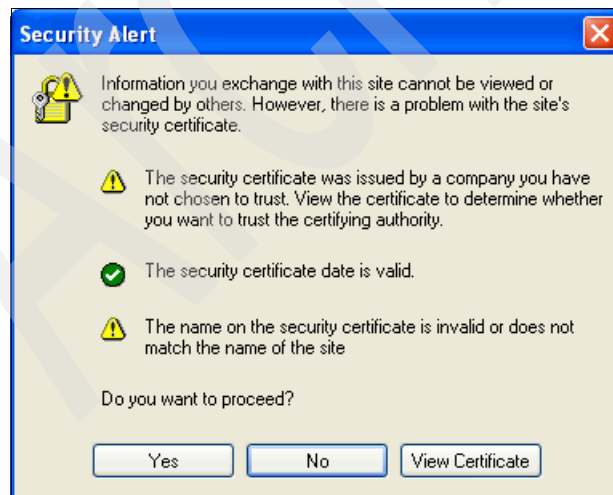 Security Alert
Information you exchange with this site cannot be viewed or
changed by others. However, there is a problem with the site's
security certificate.
The security certificate was issued by a company you have
not chosen to trust. View the certificate to determine whether
you want to trust the certifying authority.
The security certificate date is valid.
The name on the security certificate is invalid or does not
match the name of the site
Do you want to proceed?
Yes No View Certificate